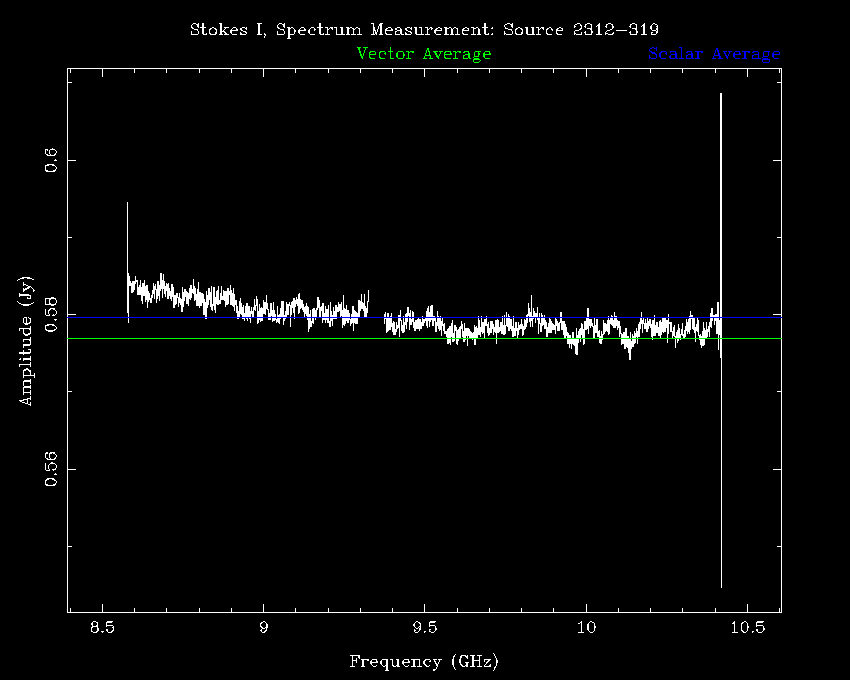 Stokes I, Spectrum Measurement: Source 2312−319
Vector Average
Scalar Average
0.6
0.58
0.56
Amplitude (Jy)
8.5 9 9.5 10 10.5
Frequency (GHz)